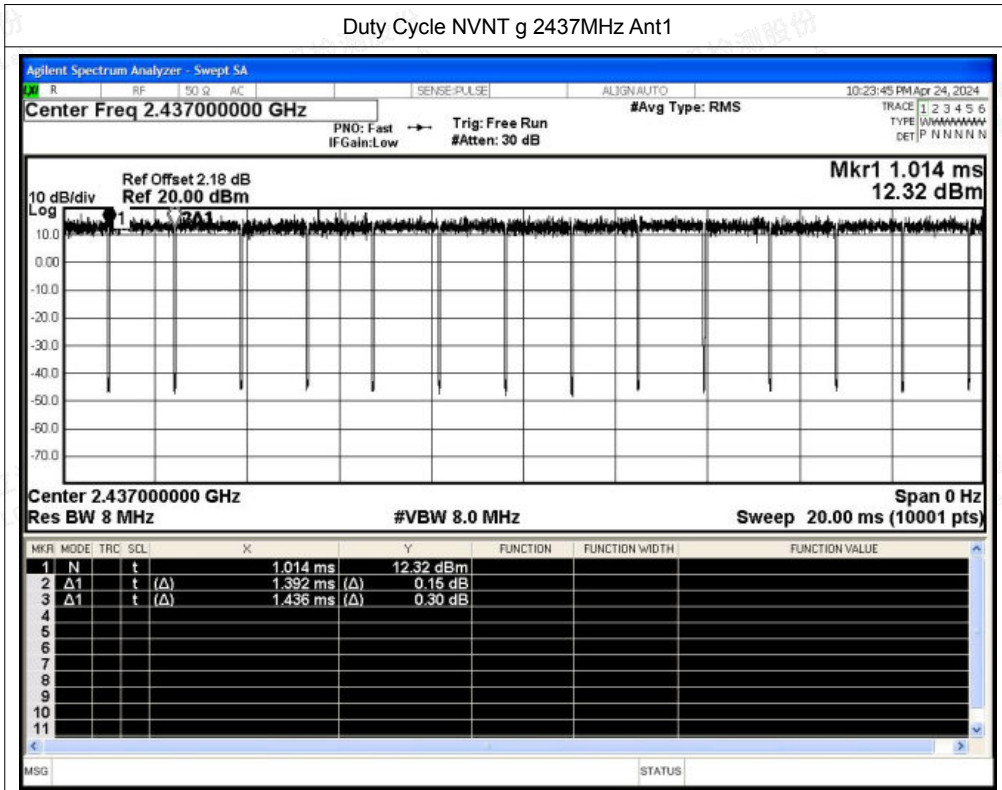 Duty Cycle NVNT g 2437MHz Ant1
Agilent Spectrum Analyzer - Swept SA
R RF 50 Ω AC SENSE:PULSE ALIGN AUTO 10:23:45 PM Apr 24, 2024
Center Freq 2.437000000 GHz #Avg Type: RMS TRACE 1 2 3 4 5 6
PNO: Fast Trig: Free Run TYPE
IFGain:Low #Atten: 30 dB DET P N N N N N
Mkr1 1.014 ms
Ref Offset 2.18 dB
10 dB/div Ref 20.00 dBm 12.32 dBm
Log
1 3Δ1
10.0
0.00
-10.0
-20.0
-30.0
-40.0
-50.0
-60.0
-70.0
Center 2.437000000 GHz Span 0 Hz
Res BW 8 MHz #VBW 8.0 MHz Sweep 20.00 ms (10001 pts)
MKR MODE TRC SCL X Y FUNCTION FUNCTION WIDTH FUNCTION VALUE
1 N t 1.014 ms 12.32 dBm
2 Δ1 t (Δ) 1.392 ms (Δ) 0.15 dB
3 Δ1 t (Δ) 1.436 ms (Δ) 0.30 dB
4
5
6
7
8
9
10
11
MSG STATUS